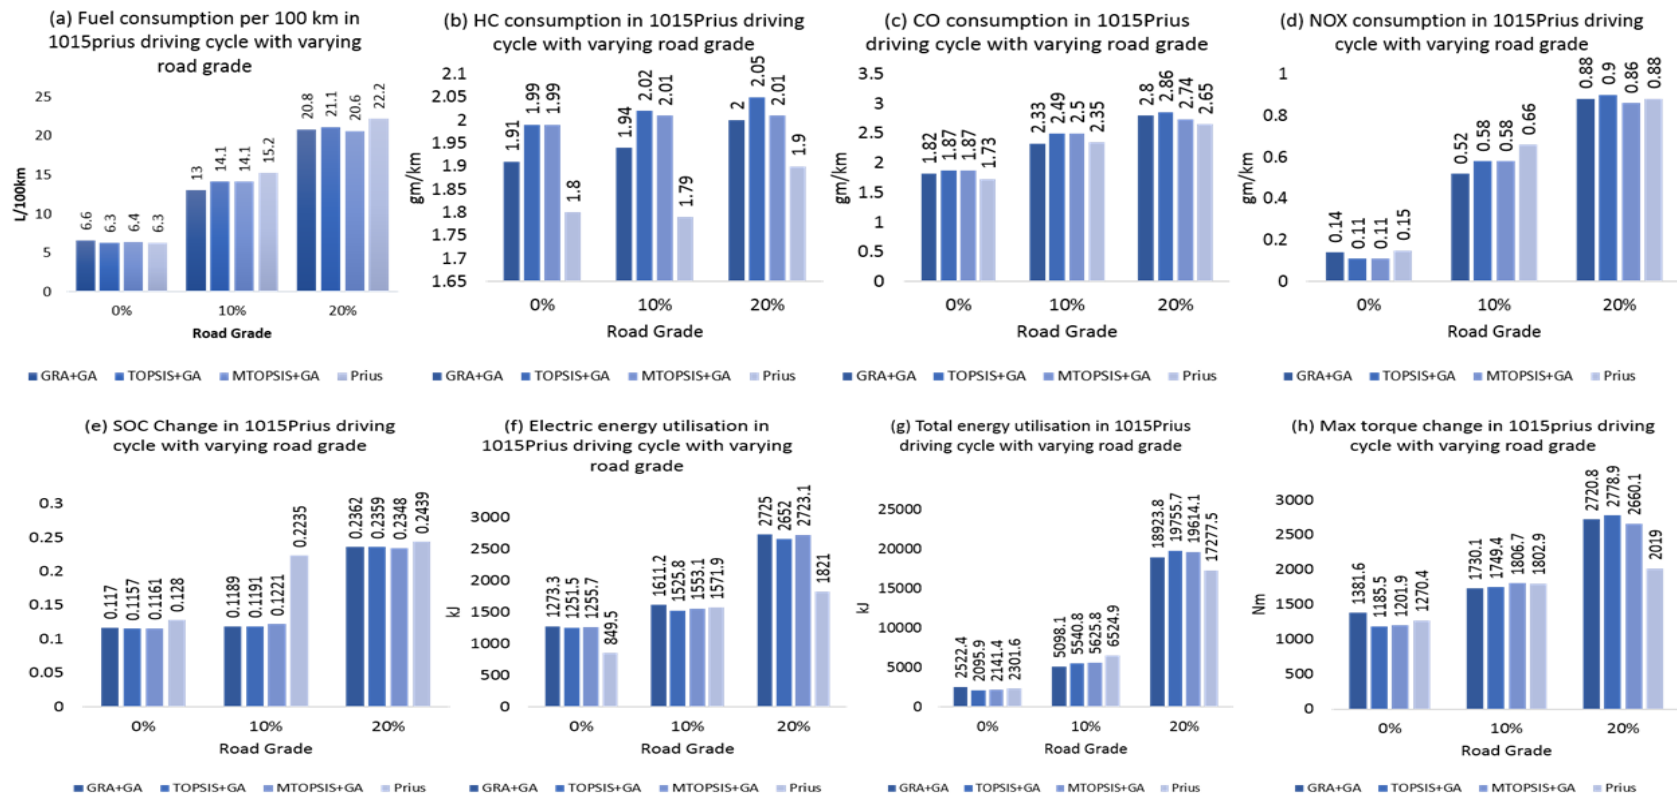 (a) Fuel consumption per 100 km in
1015prius driving cycle with varying
road grade
L/100km
25
20
15
10
5
0
6.6
6.3
6.4
6.3
13
14.1
14.1
15.2
20.8
21.1
20.6
22.2
0%
10%
20%
Road Grade
GRA+GA
TOPSIS+GA
MTOPSIS+GA
Prius
(b) HC consumption in 1015Prius driving
cycle with varying road grade
gm/km
2.1
2.05
2
1.95
1.9
1.85
1.8
1.75
1.7
1.65
1.91
1.99
1.99
1.8
1.94
2.02
2.01
1.79
2
2.05
2.01
1.9
0%
10%
20%
Road Grade
GRA+GA
TOPSIS+GA
MTOPSIS+GA
Prius
(c) CO consumption in 1015Prius
driving cycle with varying road grade
gm/km
3.5
3
2.5
2
1.5
1
0.5
0
1.82
1.87
1.87
1.73
2.33
2.49
2.5
2.35
2.8
2.86
2.74
2.65
0%
10%
20%
Road Grade
GRA+GA
TOPSIS+GA
MTOPSIS+GA
Prius
(d) NOX consumption in 1015Prius driving
cycle with varying road grade
gm/km
1
0.8
0.6
0.4
0.2
0
0.14
0.11
0.11
0.15
0.52
0.58
0.58
0.66
0.88
0.9
0.86
0.88
0%
10%
20%
Road Grade
GRA+GA
TOPSIS+GA
MTOPSIS+GA
Prius
(e) SOC Change in 1015Prius driving
cycle with varying road grade
0.3
0.25
0.2
0.15
0.1
0.05
0
0.117
0.1157
0.1161
0.128
0.1189
0.1191
0.1221
0.2235
0.2362
0.2359
0.2348
0.2439
0%
10%
20%
Road Grade
GRA+GA
TOPSIS+GA
MTOPSIS+GA
Prius
(f) Electric energy utilisation in
1015Prius driving cycle with varying
road grade
kJ
3000
2500
2000
1500
1000
500
0
1273.3
1251.5
1255.7
849.5
1611.2
1525.8
1553.1
1571.9
2725
2652
2723.1
1821
0%
10%
20%
Road Grade
GRA+GA
TOPSIS+GA
MTOPSIS+GA
Prius
(g) Total energy utilisation in 1015Prius
driving cycle with varying road grade
kJ
25000
20000
15000
10000
5000
0
2522.4
2095.9
2141.4
2301.6
5098.1
5540.8
5625.8
6524.9
18923.8
19755.7
19614.1
17277.5
0%
10%
20%
Road Grade
GRA+GA
TOPSIS+GA
MTOPSIS+GA
Prius
(h) Max torque change in 1015prius driving
cycle with varying road grade
Nm
3000
2500
2000
1500
1000
500
0
1381.6
1185.5
1201.9
1270.4
1730.1
1749.4
1806.7
1802.9
2720.8
2778.9
2660.1
2019
0%
10%
20%
Road Grade
GRA+GA
TOPSIS+GA
MTOPSIS+GA
Prius